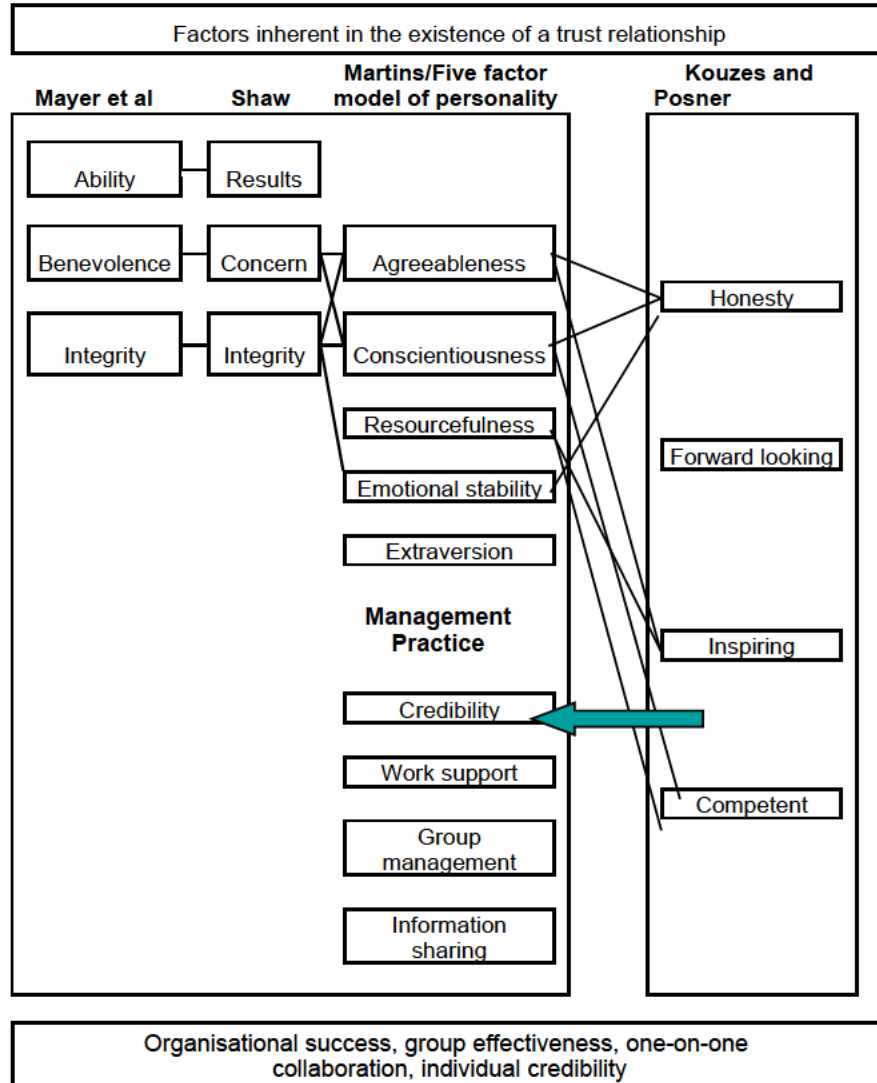 Factors inherent in the existence of a trust relationship
Mayer et al
Shaw
Martins/Five factor
model of personality
Kouzes and
Posner
Ability
Results
Benevolence
Concern
Agreeableness
Honesty
Integrity
Integrity
Conscientiousness
Resourcefulness
Forward looking
Emotional stability
Extraversion
Management
Practice
Inspiring
Credibility
Work support
Competent
Group
management
Information
sharing
Organisational success, group effectiveness, one-on-one
collaboration, individual credibility